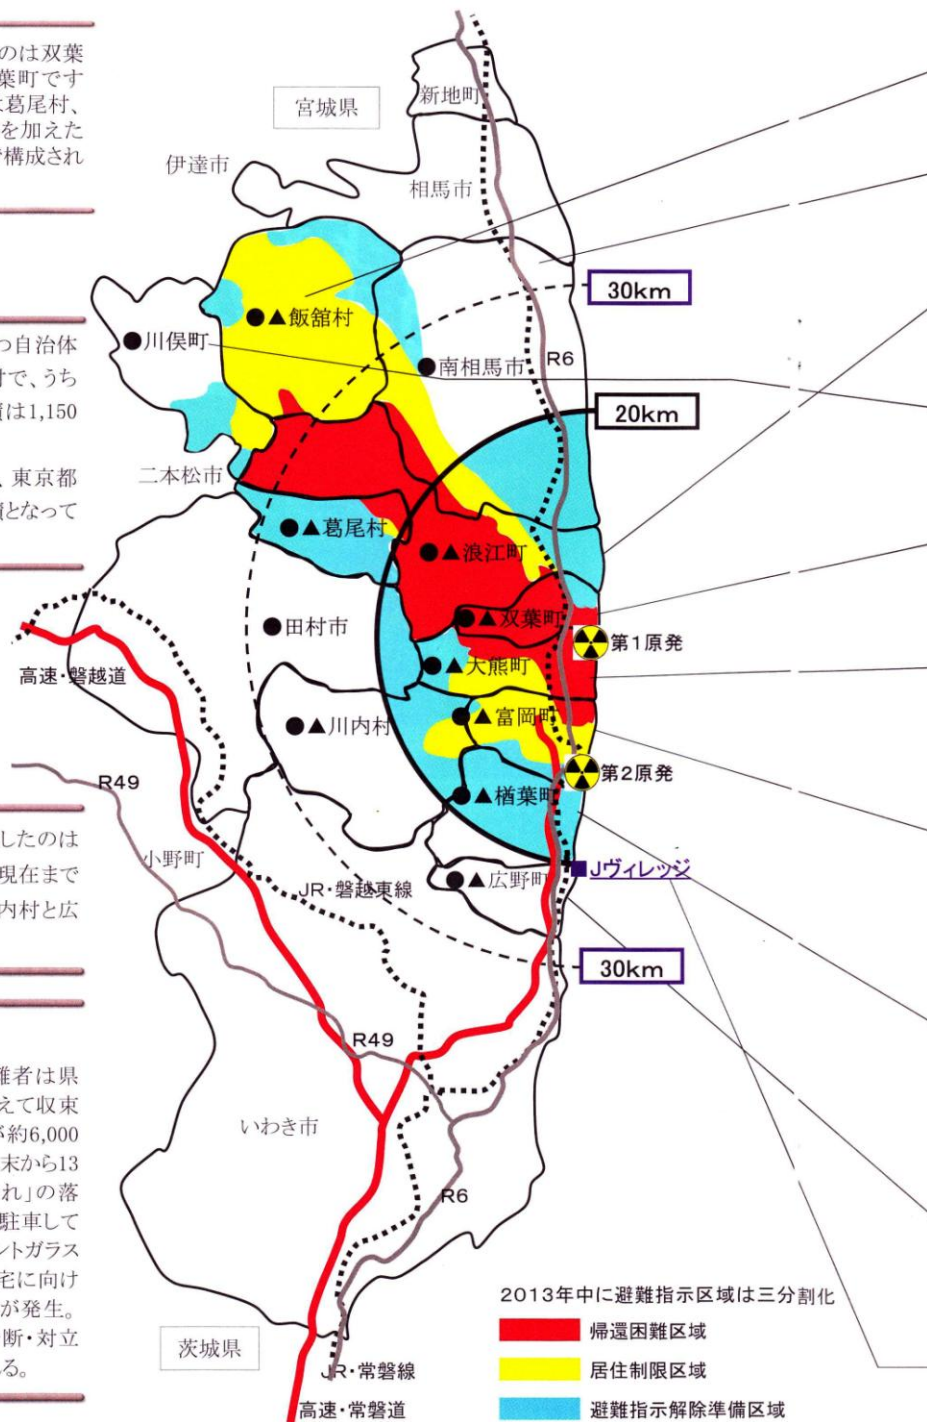 のは双葉
葉町です
は葛尾村、
を加えた
で構成され
つ自治体
村で、うち
積は1,150
、東京都
積となって
したのは
現在まで
内村と広
難者は県
えて収束
が約6,000
末から13
れ」の落
駐車して
ントガラス
宅に向け
が発生。
断・対立
る。
宮城県
新地町
伊達市
相馬市
30km
●▲飯舘村
●川俣町
●南相馬市
R6
20km
二本松市
●▲葛尾村
●▲浪江町
●田村市
●▲双葉町
第1原発
●▲大熊町
高速・磐越道
●▲川内村
●▲富岡町
第2原発
R49
●▲楢葉町
小野町
JR・磐越東線
●▲広野町
■Jヴィレッジ
30km
R49
いわき市
R6
2013年中に避難指示区域は三分割化
帰還困難区域
茨城県
JR・常磐線
居住制限区域
高速・常磐道
避難指示解除準備区域